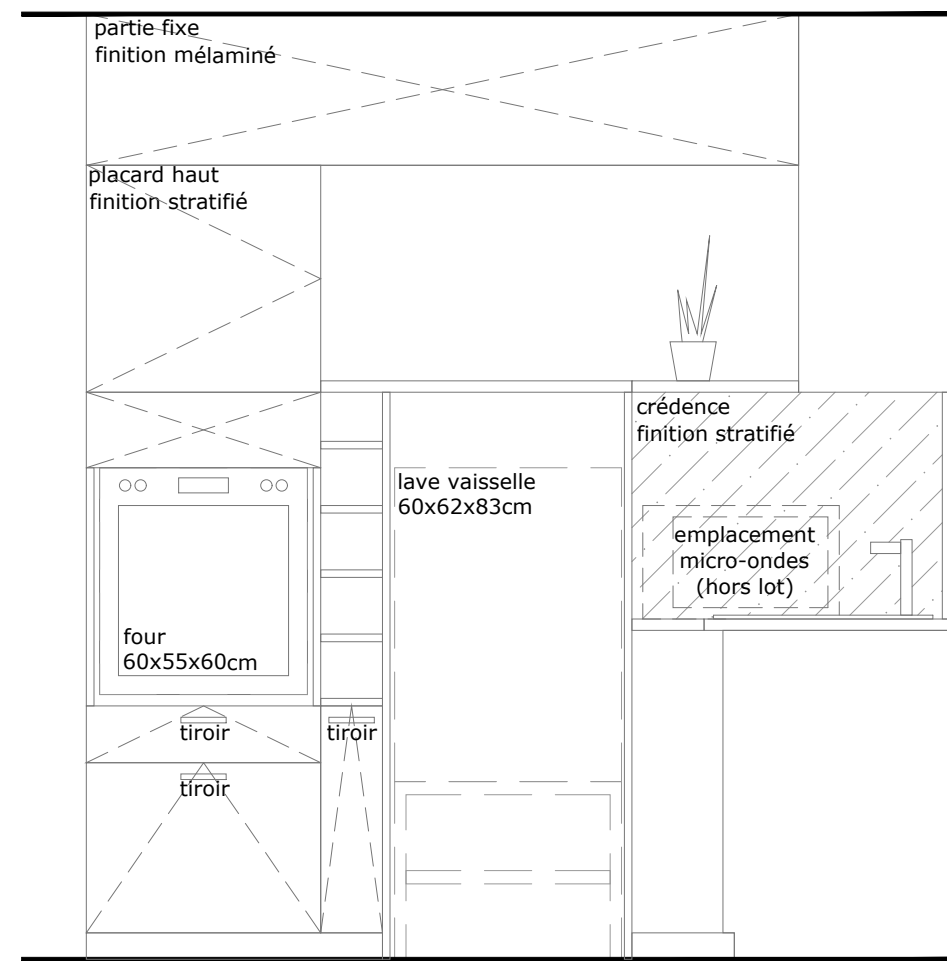 partie fixe
finition mélaminé
placard haut
finition stratifié
crédence
finition stratifié
lave vaisselle
60x62x83cm
emplacement
micro-ondes
(hors lot)
four
60x55x60cm
tiroir
tiroir
tiroir